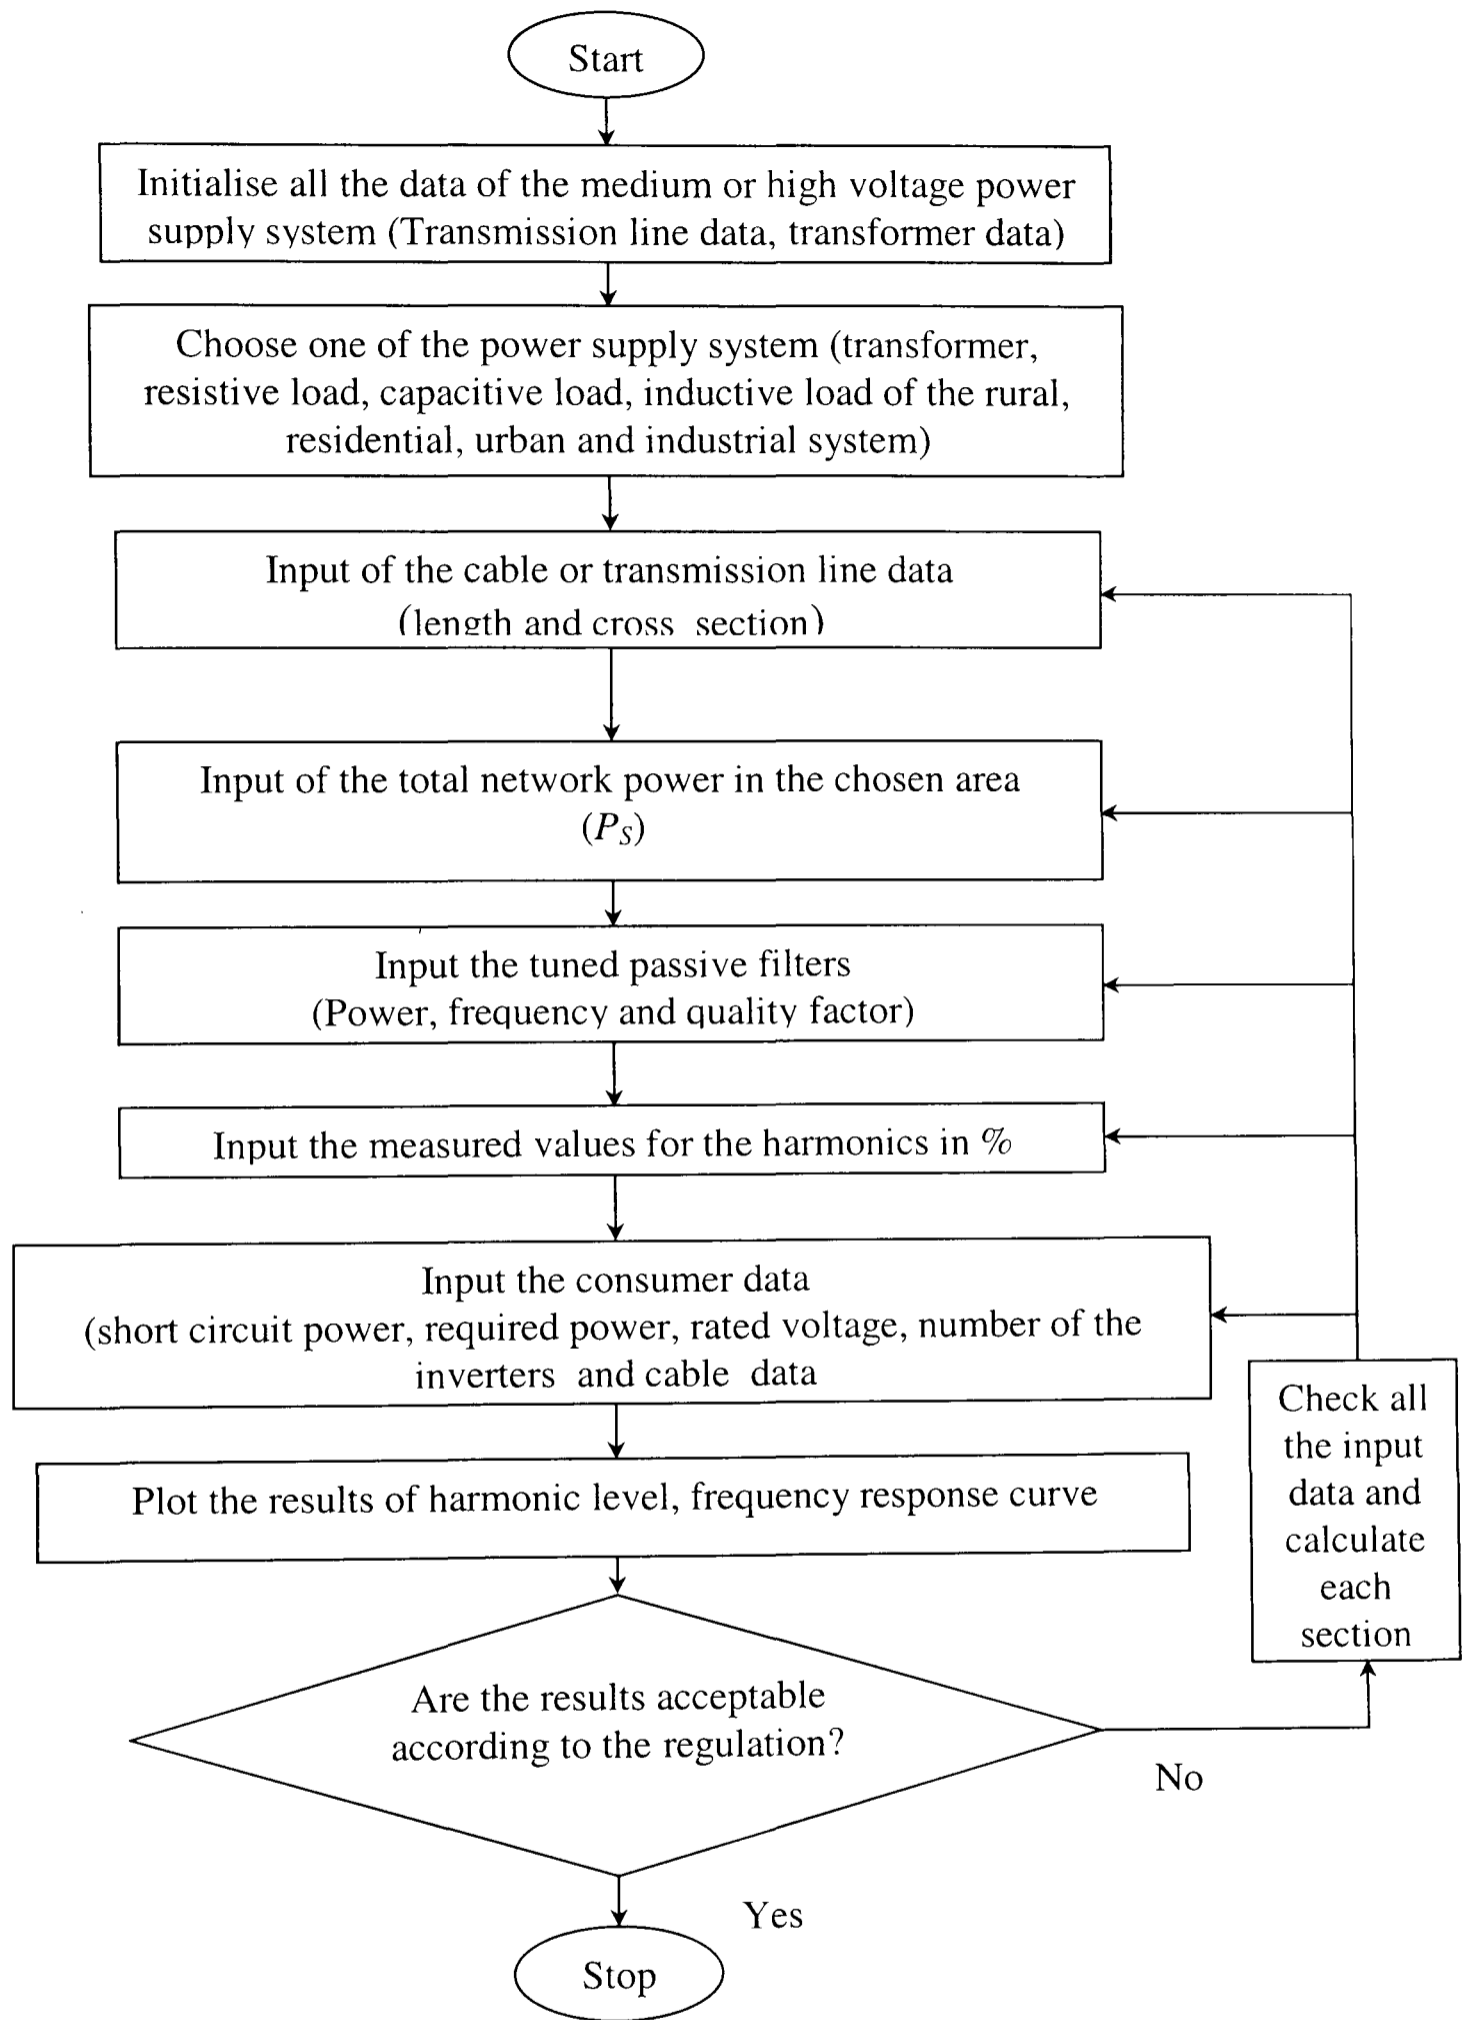 Start
Initialise all the data of the medium or high voltage power
supply system (Transmission line data, transformer data)
Choose one of the power supply system (transformer,
resistive load, capacitive load, inductive load of the rural,
residential, urban and industrial system)
Input of the cable or transmission line data
(length and cross section)
Input of the total network power in the chosen area
(P_S)
Input the tuned passive filters
(Power, frequency and quality factor)
Input the measured values for the harmonics in %
Input the consumer data
(short circuit power, required power, rated voltage, number of the
inverters and cable data
Plot the results of harmonic level, frequency response curve
Check all
the input
data and
calculate
each
section
Are the results acceptable
according to the regulation?
No
Yes
Stop